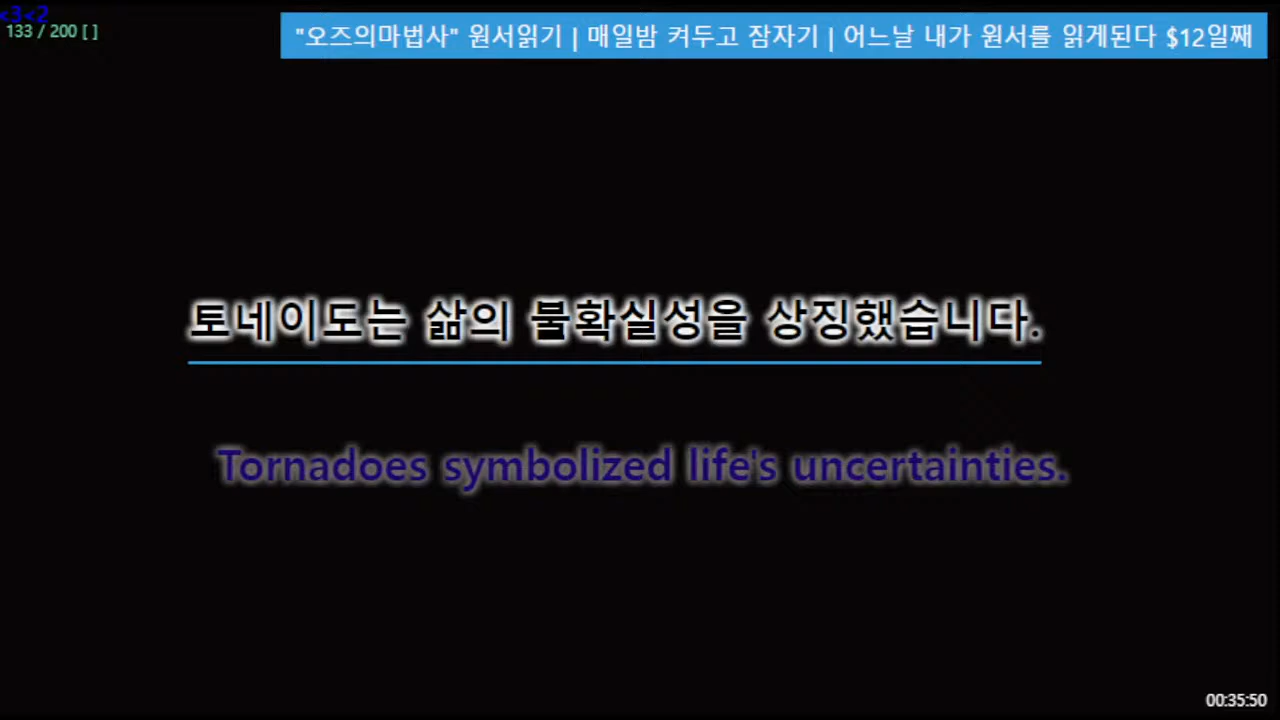 <3<2
133 / 200 [ ]
"오즈의마법사" 원서읽기 | 매일밤 켜두고 잠자기 | 어느날 내가 원서를 읽게된다 $12일째
토네이도는 삶의 불확실성을 상징했습니다.
Tornadoes symbolized life's uncertainties.
00:35:50